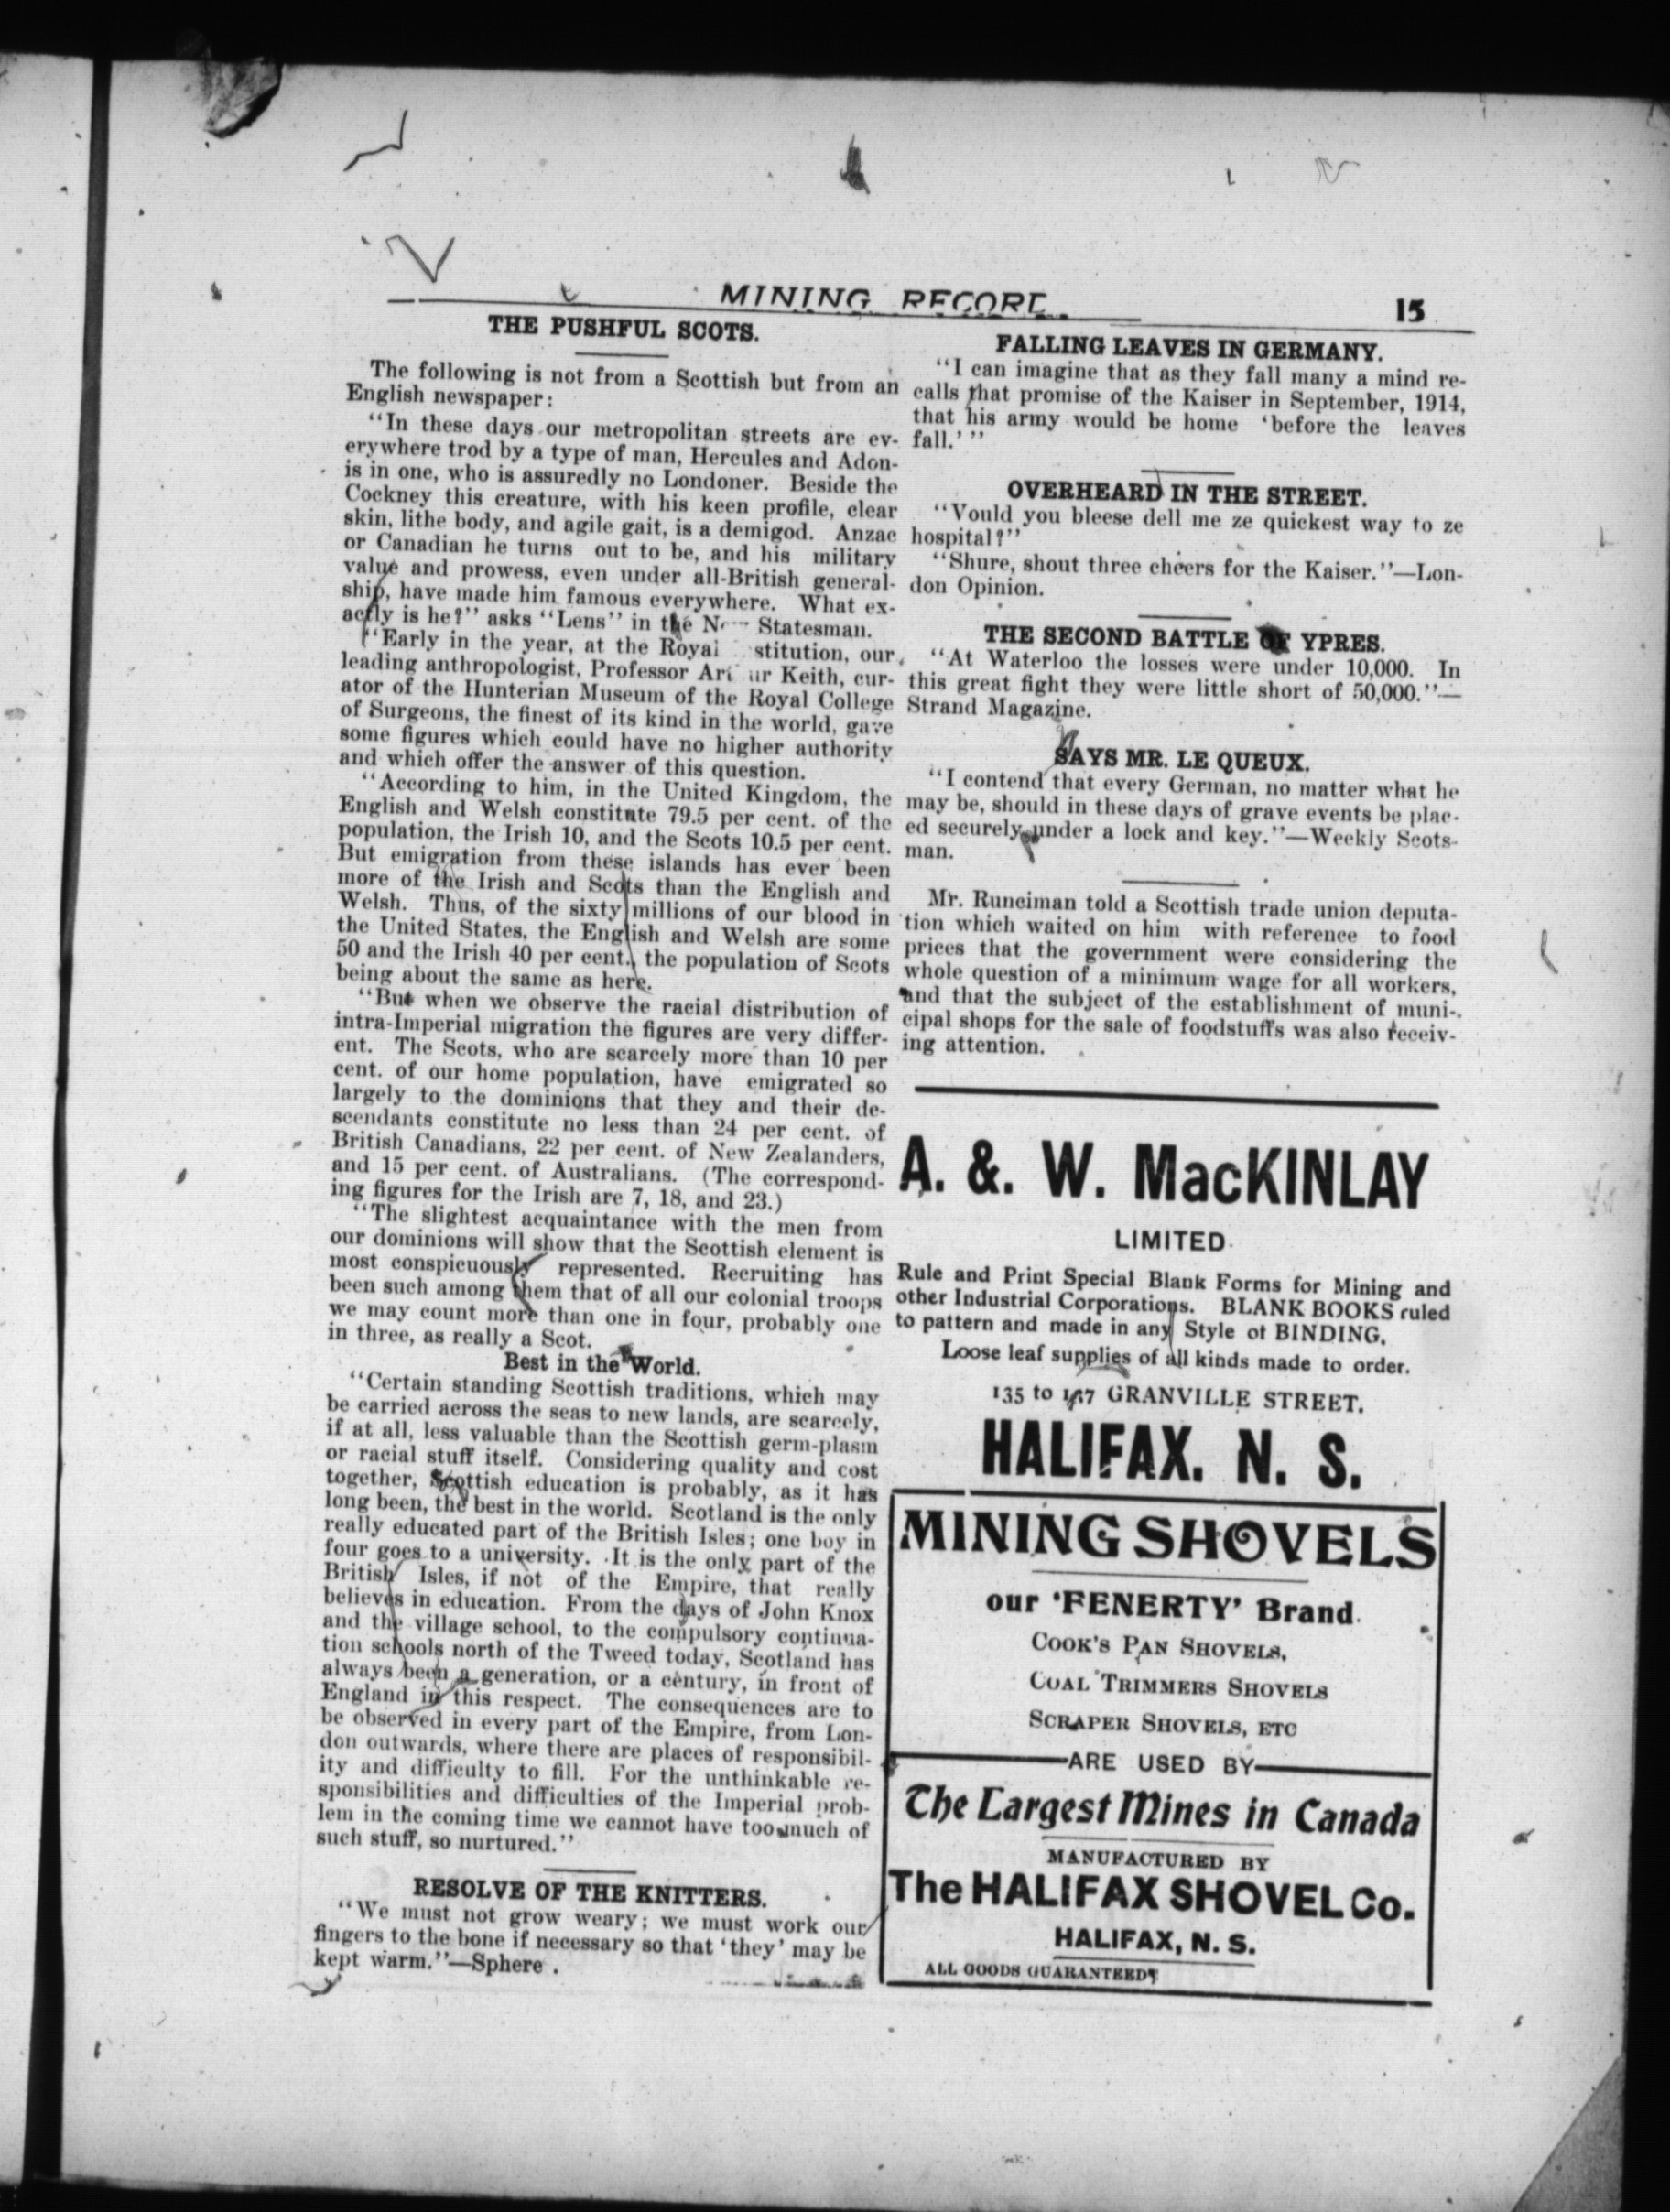 MINING RECORD
15
THE PUSHFUL SCOTS.
The following is not from a Scottish but from an
English newspaper:
"In these days our metropolitan streets are ev-
erywhere trod by a type of man, Hercules and Adon-
is in one, who is assuredly no Londoner. Beside the
Cockney this creature, with his keen profile, clear
skin, lithe body, and agile gait, is a demigod. Anzac
or Canadian he turns out to be, and his military
value and prowess, even under all-British general-
ship, have made him famous everywhere. What ex-
actly is he?" asks "Lens" in the Statesman.
"Early in the year, at the Royal stitution, our
leading anthropologist, Professor Ar ur Keith, cur-
ator of the Hunterian Museum of the Royal College
of Surgeons, the finest of its kind in the world, gave
some figures which could have no higher authority
and which offer the answer of this question.
"According to him, in the United Kingdom, the
English and Welsh constitute 79.5 per cent. of the
population, the Irish 10, and the Scots 10.5 per cent.
But emigration from these islands has ever been
more of the Irish and Scots than the English and
Welsh. Thus, of the sixty millions of our blood in
the United States, the English and Welsh are some
50 and the Irish 40 per cent., the population of Scots
being about the same as here.
"But when we observe the racial distribution of
intra-Imperial migration the figures are very differ-
ent. The Scots, who are scarcely more than 10 per
cent. of our home population, have emigrated so
largely to the dominions that they and their de-
scendants constitute no less than 24 per cent. of
British Canadians, 22 per cent. of New Zealanders,
and 15 per cent. of Australians. (The correspond-
ing figures for the Irish are 7, 18, and 23.)
"The slightest acquaintance with the men from
our dominions will show that the Scottish element is
most conspicuously represented. Recruiting has
been such among them that of all our colonial troops
we may count more than one in four, probably one
in three, as really a Scot.
Best in the World.
"Certain standing Scottish traditions, which may
be carried across the seas to new lands, are scarcely,
if at all, less valuable than the Scottish germ-plasm
or racial stuff itself. Considering quality and cost
together, Scottish education is probably, as it has
long been, the best in the world. Scotland is the only
really educated part of the British Isles; one boy in
four goes to a university. It is the only part of the
British Isles, if not of the Empire, that really
believes in education. From the days of John Knox
and the village school, to the compulsory continua-
tion schools north of the Tweed today, Scotland has
always been a generation, or a century, in front of
England in this respect. The consequences are to
be observed in every part of the Empire, from Lon-
don outwards, where there are places of responsibil-
ity and difficulty to fill. For the unthinkable re-
sponsibilities and difficulties of the Imperial prob-
lem in the coming time we cannot have too much of
such stuff, so nurtured."
RESOLVE OF THE KNITTERS.
"We must not grow weary; we must work our
fingers to the bone if necessary so that 'they' may be
kept warm."—Sphere .
FALLING LEAVES IN GERMANY.
"I can imagine that as they fall many a mind re-
calls that promise of the Kaiser in September, 1914,
that his army would be home 'before the leaves
fall.' "
OVERHEARD IN THE STREET.
"Vould you bleese dell me ze quickest way to ze
hospital?"
"Shure, shout three cheers for the Kaiser."—Lon-
don Opinion.
THE SECOND BATTLE OF YPRES.
"At Waterloo the losses were under 10,000. In
this great fight they were little short of 50,000."—
Strand Magazine.
SAYS MR. LE QUEUX.
"I contend that every German, no matter what he
may be, should in these days of grave events be plac-
ed securely under a lock and key."—Weekly Scots-
man.
Mr. Runciman told a Scottish trade union deputa-
tion which waited on him with reference to food
prices that the government were considering the
whole question of a minimum wage for all workers,
and that the subject of the establishment of muni-
cipal shops for the sale of foodstuffs was also receiv-
ing attention.
A. & W. MacKINLAY
LIMITED
Rule and Print Special Blank Forms for Mining and
other Industrial Corporations. BLANK BOOKS ruled
to pattern and made in any Style of BINDING.
Loose leaf supplies of all kinds made to order.
135 to GRANVILLE STREET.
HALIFAX. N. S.
MINING SHOVELS
our 'FENERTY' Brand.
COOK'S PAN SHOVELS,
COAL TRIMMERS SHOVELS
SCRAPER SHOVELS, ETC
ARE USED BY
The Largest Mines in Canada
MANUFACTURED BY
The HALIFAX SHOVEL Co.
HALIFAX, N. S.
ALL GOODS GUARANTEED